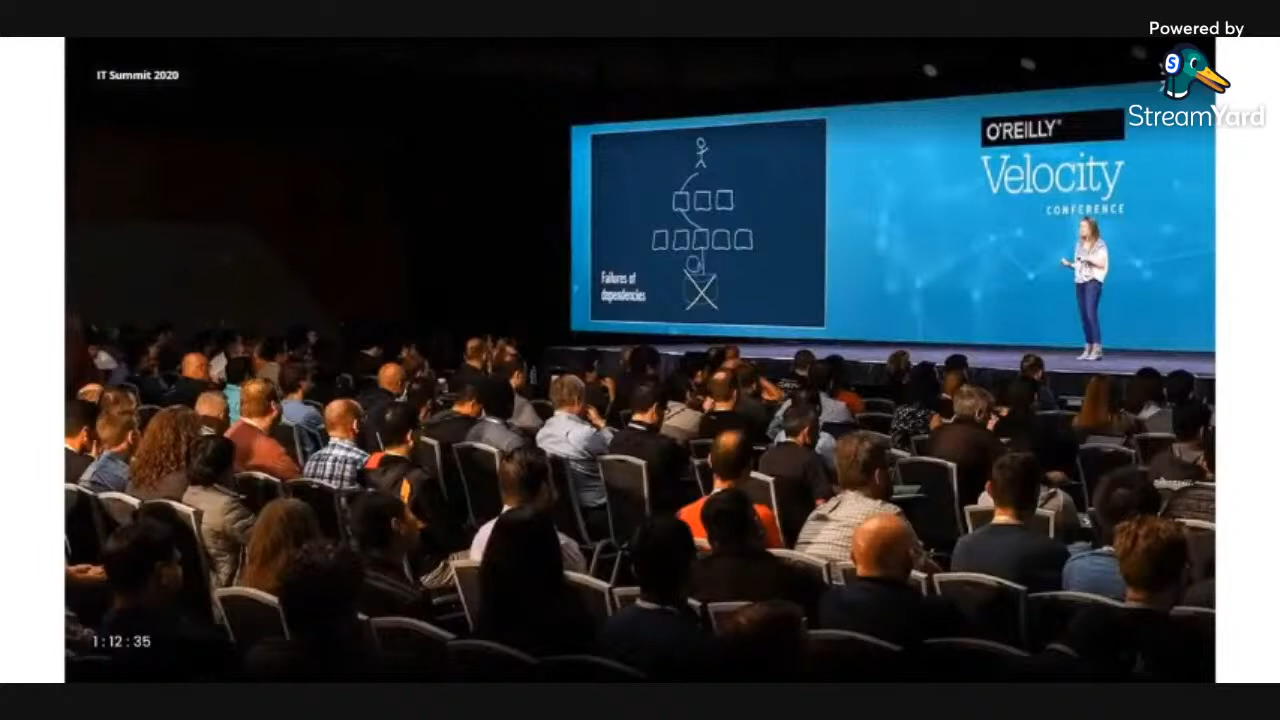 Powered by
StreamYard
IT Summit 2020
O'REILLY®
Velocity
CONFERENCE
Failures of
dependencies
1:12:35